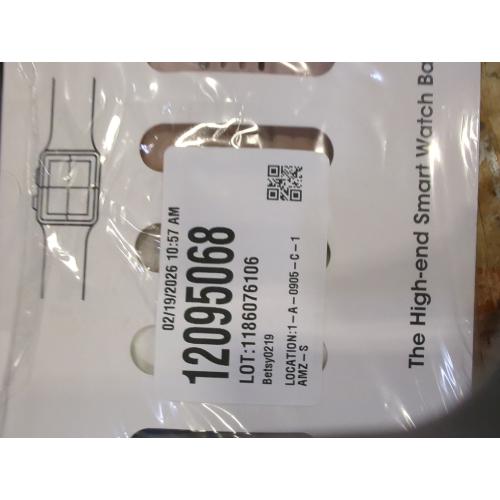 02/19/2026 10:57 AM
12095068
LOT:1186076106
Betsy0219
LOCATION:1-A-0905-C-1
AMZ-S
The High-end Smart Watch Ba